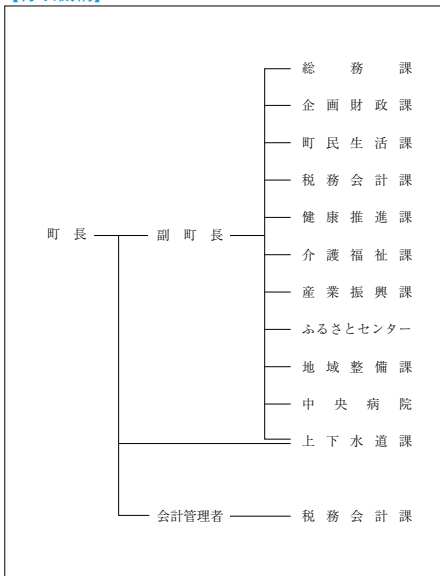 総務課
企画財政課
町民生活課
税務会計課
健康推進課
町長 副町長
介護福祉課
産業振興課
ふるさとセンター
地域整備課
中央病院
上下水道課
会計管理者 税務会計課